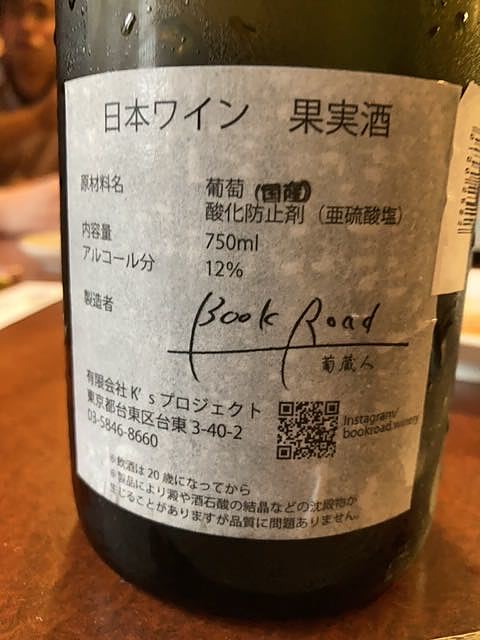 日本ワイン　果実酒
原材料名　葡萄（国産）
酸化防止剤（亜硫酸塩）
内容量　750ml
アルコール分　12%
製造者　Book Road
葡蔵人
有限会社K'sプロジェクト
東京都台東区台東3-40-2
03-5846-8660
Instagram/
bookroad.winery
※飲酒は20歳になってから
※製品により澱や酒石酸の結晶などの沈殿物が
生じることがありますが品質に問題ありません。